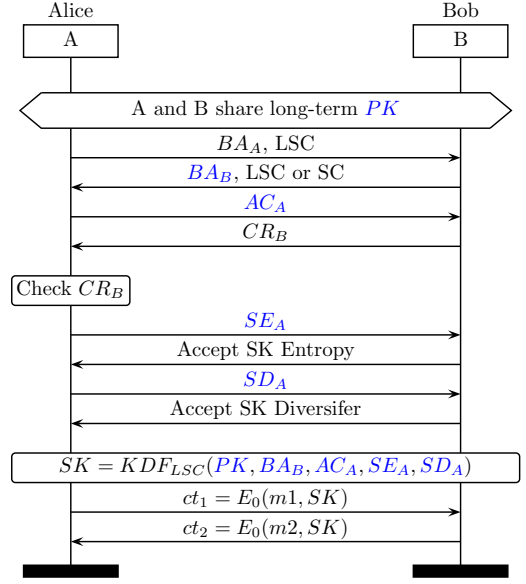 Alice Bob
A B
A and B share long-term PK
BA_A, LSC
BA_B, LSC or SC
AC_A
CR_B
Check CR_B
SE_A
Accept SK Entropy
SD_A
Accept SK Diversifer
SK = KDF_{LSC}(PK, BA_B, AC_A, SE_A, SD_A)
ct_1 = E_0(m1, SK)
ct_2 = E_0(m2, SK)